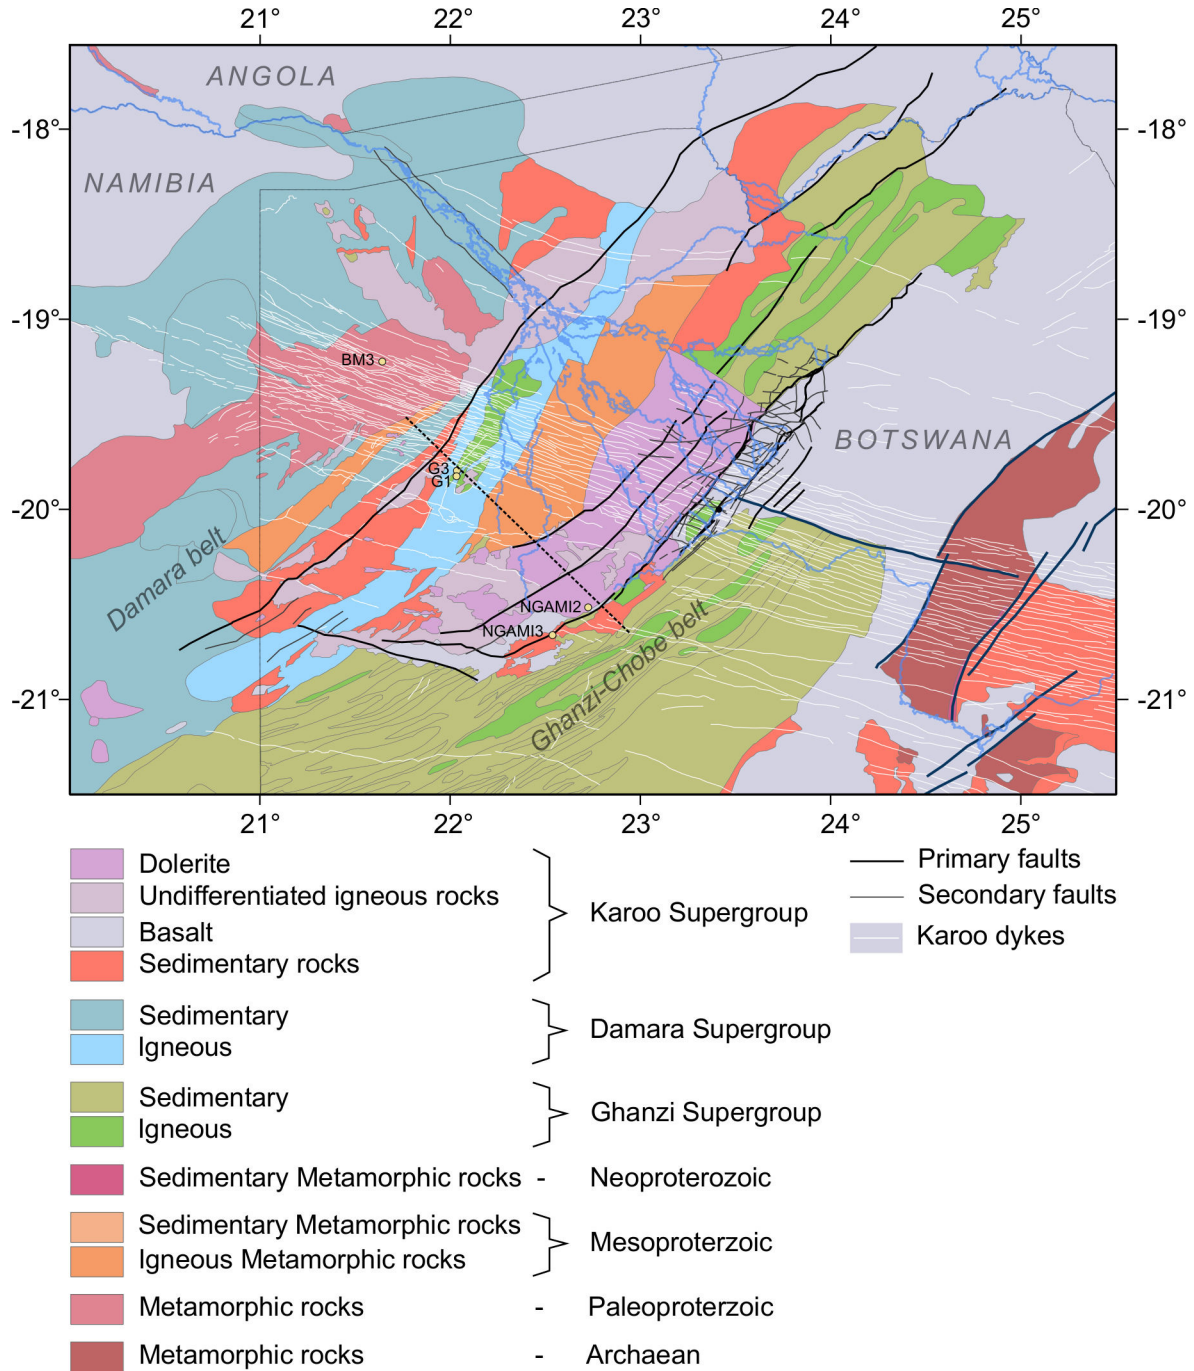 21° 22° 23° 24° 25°
ANGOLA
-18° -18°
NAMIBIA
-19° -19°
BM3
BOTSWANA
G3
G1
-20° -20°
Damara belt
NGAMI2
NGAMI3
Ghanzi-Chobe belt
-21° -21°
21° 22° 23° 24° 25°
Dolerite
Undifferentiated igneous rocks
Basalt
Sedimentary rocks
Karoo Supergroup
Primary faults
Secondary faults
Karoo dykes
Sedimentary
Igneous
Damara Supergroup
Sedimentary
Igneous
Ghanzi Supergroup
Sedimentary Metamorphic rocks - Neoproterozoic
Sedimentary Metamorphic rocks
Igneous Metamorphic rocks
Mesoproterzoic
Metamorphic rocks - Paleoproterzoic
Metamorphic rocks - Archaean